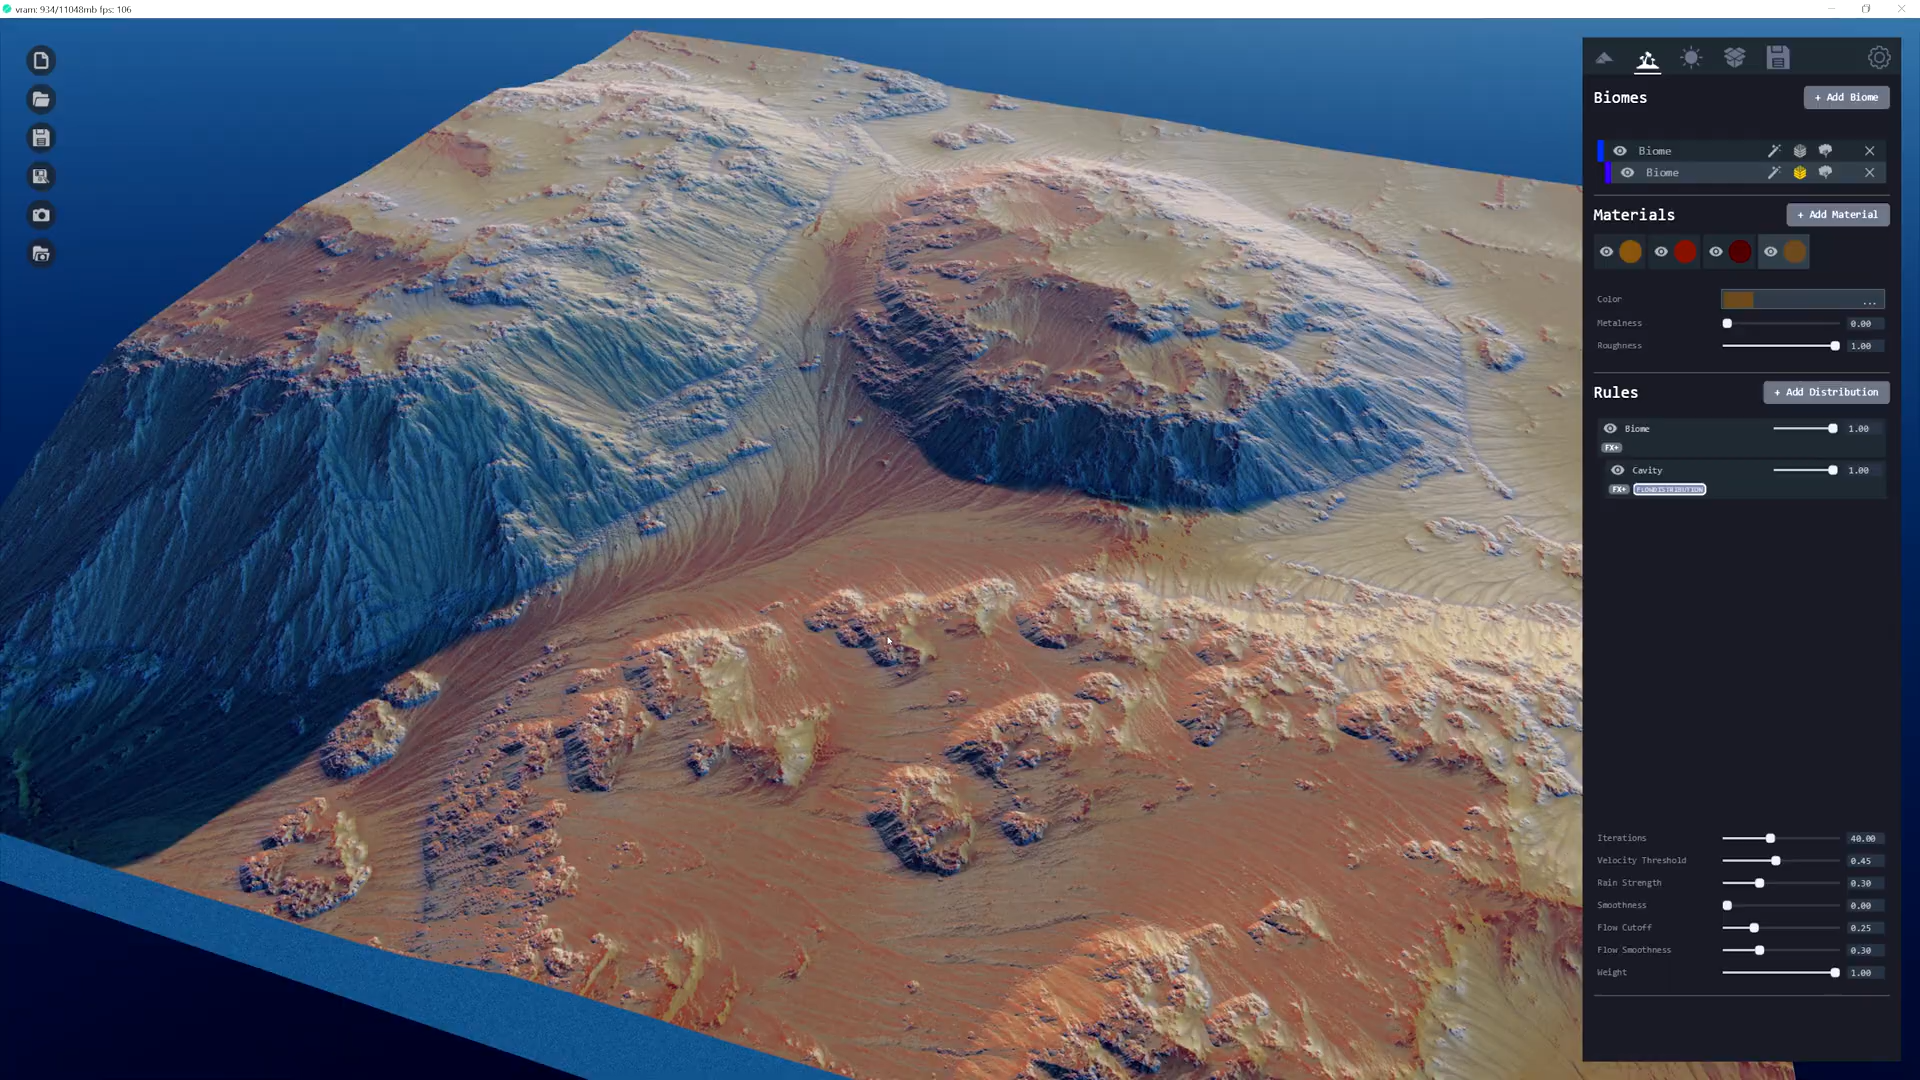 vram: 934/11048mb fps: 106
Biomes
+ Add Biome
Biome
Biome
Materials
+ Add Material
Color
...
Metalness
0.00
Roughness
1.00
Rules
+ Add Distribution
Biome
1.00
FX+
Cavity
1.00
FX+
FLOWDISTRIBUTION
Iterations
40.00
Velocity Threshold
0.45
Rain Strength
0.30
Smoothness
0.00
Flow Cutoff
0.25
Flow Smoothness
0.30
Weight
1.00